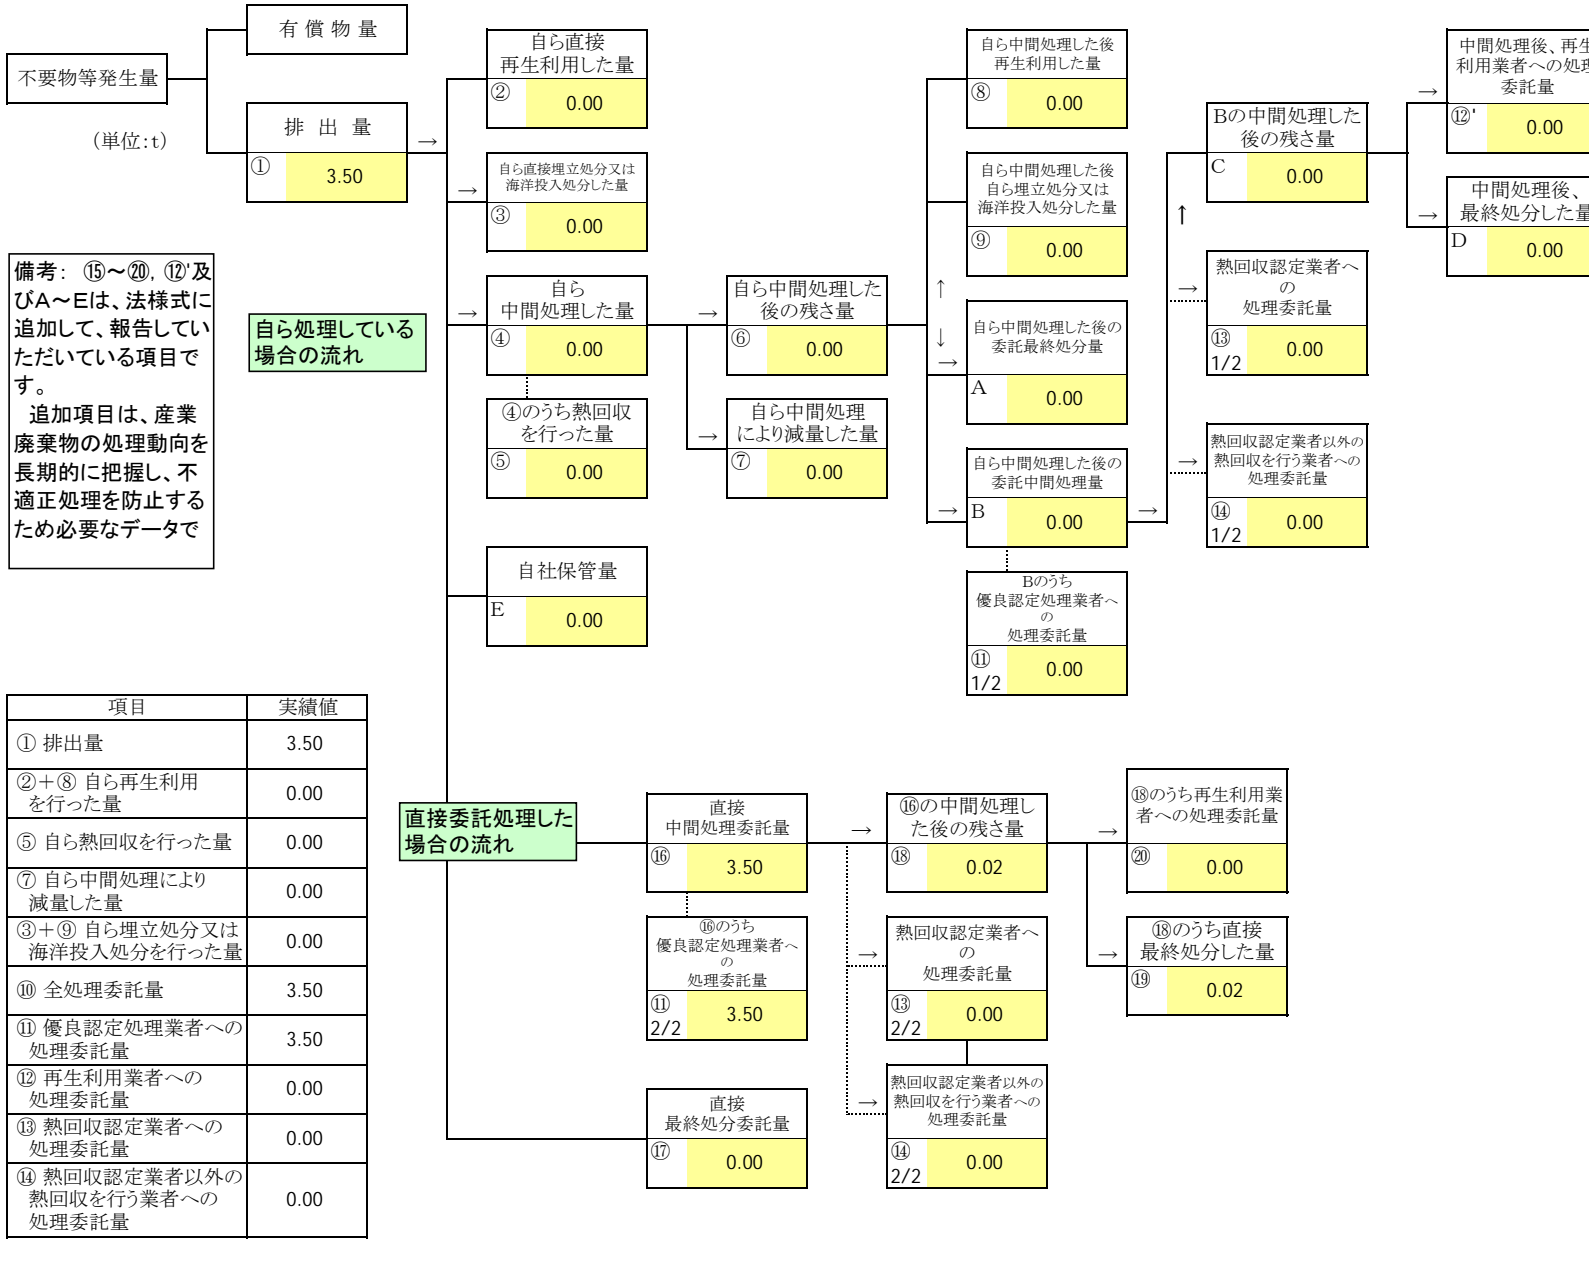 有 償 物 量
不要物等発生量
(単位:t)
排 出 量
→
①
3.50
自ら直接
再生利用した量
②
0.00
→
自ら直接埋立処分又は
海洋投入処分した量
③
0.00
→
自ら
中間処理した量
④
0.00
④のうち熱回収
を行った量
⑤
0.00
自社保管量
E
0.00
→
自ら中間処理した
後の残さ量
⑥
0.00
→
自ら中間処理
により減量した量
⑦
0.00
自ら中間処理した後
再生利用した量
⑧
0.00
自ら中間処理した後
自ら埋立処分又は
海洋投入処分した量
⑨
0.00
↑
↓
→
自ら中間処理した後の
委託最終処分量
A
0.00
自ら中間処理した後の
委託中間処理量
→
B
0.00
→
Bのうち
優良認定処理業者へ
の
処理委託量
⑪
1/2
0.00
↑
Bの中間処理した
後の残さ量
C
0.00
→
熱回収認定業者へ
の
処理委託量
⑬
1/2
0.00
→
熱回収認定業者以外の
熱回収を行う業者への
処理委託量
⑭
1/2
0.00
→
中間処理後、再生
利用業者への処理
委託量
⑫'
0.00
→
中間処理後、
最終処分した量
D
0.00
備考: ⑮～⑳, ⑫'及
びA～Eは、法様式に
追加して、報告してい
ただいている項目で
す。
追加項目は、産業
廃棄物の処理動向を
長期的に把握し、不
適正処理を防止する
ため必要なデータで
自ら処理している
場合の流れ
項目 実績値
① 排出量 3.50
②＋⑧ 自ら再生利用
を行った量 0.00
⑤ 自ら熱回収を行った量 0.00
⑦ 自ら中間処理により
減量した量 0.00
③＋⑨ 自ら埋立処分又は
海洋投入処分を行った量 0.00
⑩ 全処理委託量 3.50
⑪ 優良認定処理業者への
処理委託量 3.50
⑫ 再生利用業者への
処理委託量 0.00
⑬ 熱回収認定業者への
処理委託量 0.00
⑭ 熱回収認定業者以外の
熱回収を行う業者への
処理委託量 0.00
直接委託処理した
場合の流れ
直接
中間処理委託量
⑯
3.50
⑯のうち
優良認定処理業者へ
の
処理委託量
⑪
2/2
3.50
直接
最終処分委託量
⑰
0.00
→
⑯の中間処理し
た後の残さ量
⑱
0.02
→
熱回収認定業者へ
の
処理委託量
⑬
2/2
0.00
→
熱回収認定業者以外の
熱回収を行う業者への
処理委託量
⑭
2/2
0.00
→
⑱のうち再生利用業
者への処理委託量
⑳
0.00
→
⑱のうち直接
最終処分した量
⑲
0.02